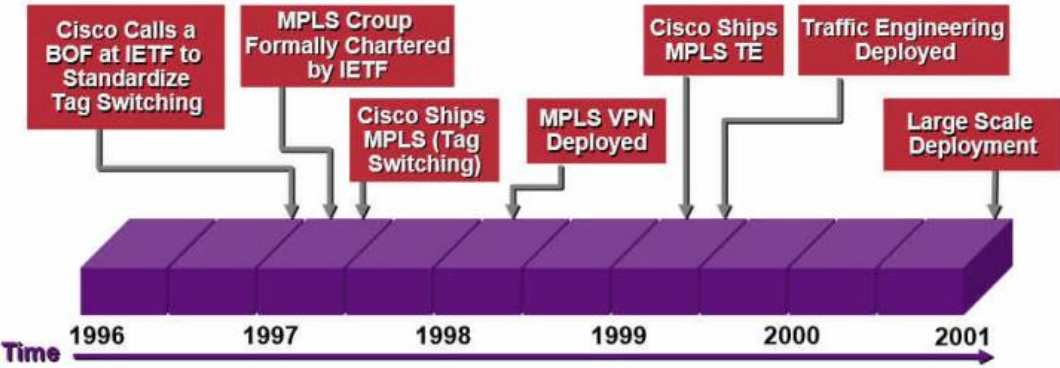 Cisco Calls a
BOF at IETF to
Standardize
Tag Switching
MPLS Croup
Formally Chartered
by IETF
Cisco Ships
MPLS (Tag
Switching)
MPLS VPN
Deployed
Cisco Ships
MPLS TE
Traffic Engineering
Deployed
Large Scale
Deployment
1996
1997
1998
1999
2000
2001
Time